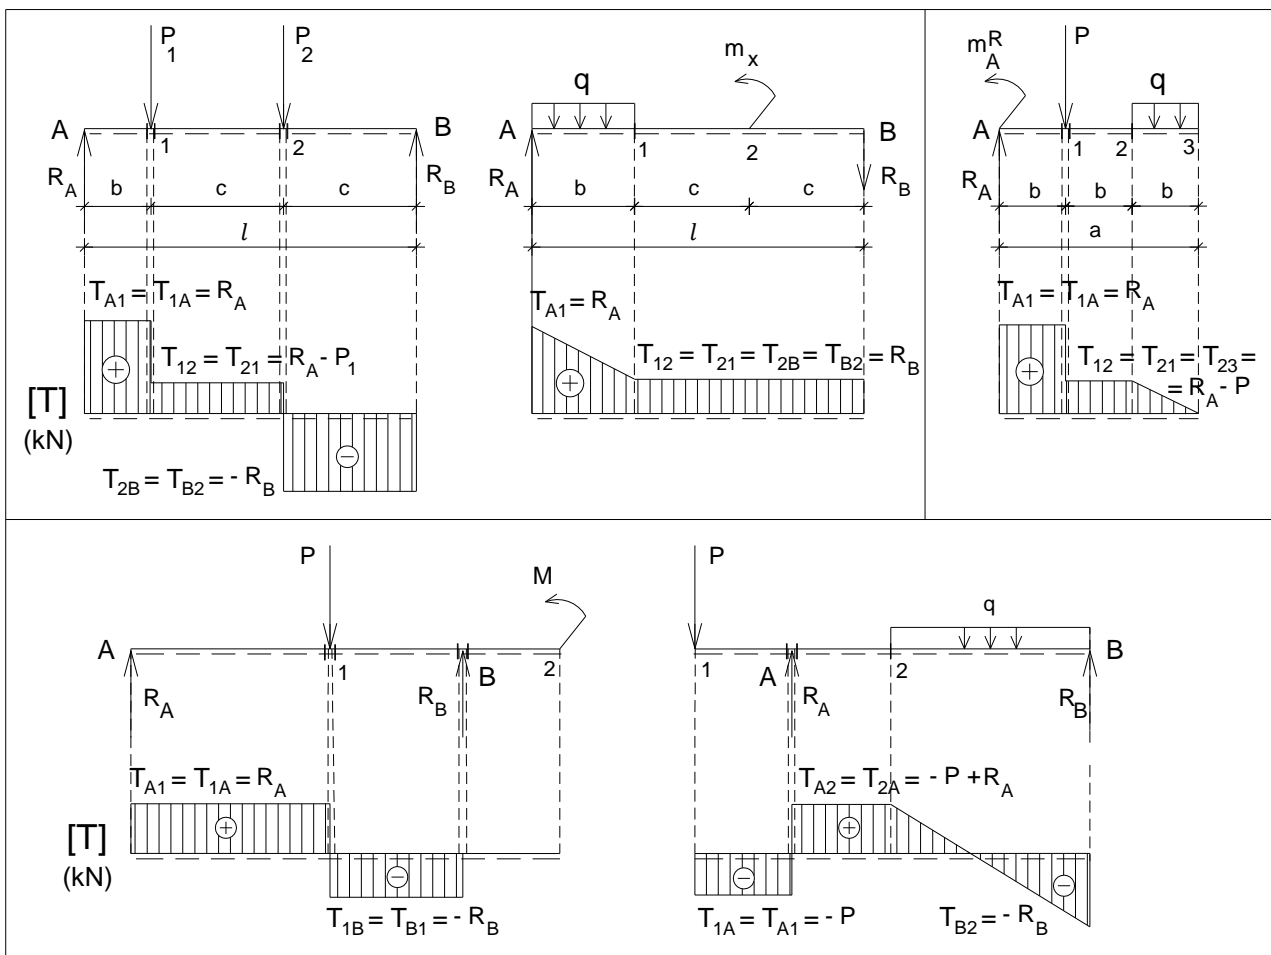 P1 P2
A 1 2 B
RA RB
b c c
l
TA1 = T1A = RA
T12 = T21 = RA - P1
+
[T]
(kN)
−
T2B = TB2 = - RB
q mx
A 1 2 B
RA RB
b c c
l
TA1 = RA
T12 = T21 = T2B = TB2 = RB
+
mAR P
q
A 1 2 3
RA
b b b
a
TA1 = T1A = RA
T12 = T21 = T23 =
= RA - P
+
P M
A 1 B 2
RA RB
TA1 = T1A = RA
+
[T]
(kN)
−
T1B = TB1 = - RB
P q
1 A 2 B
RA RB
TA2 = T2A = - P + RA
+
− −
T1A = TA1 = - P
TB2 = - RB